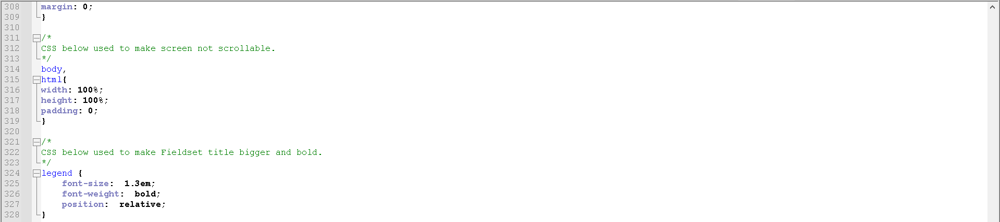 308 margin: 0;
309 }
310
311 /*
312 CSS below used to make screen not scrollable.
313 */
314 body,
315 html{
316 width: 100%;
317 height: 100%;
318 padding: 0;
319 }
320
321 /*
322 CSS below used to make Fieldset title bigger and bold.
323 */
324 legend {
325     font-size:  1.3em;
326     font-weight:  bold;
327     position:  relative;
328 }